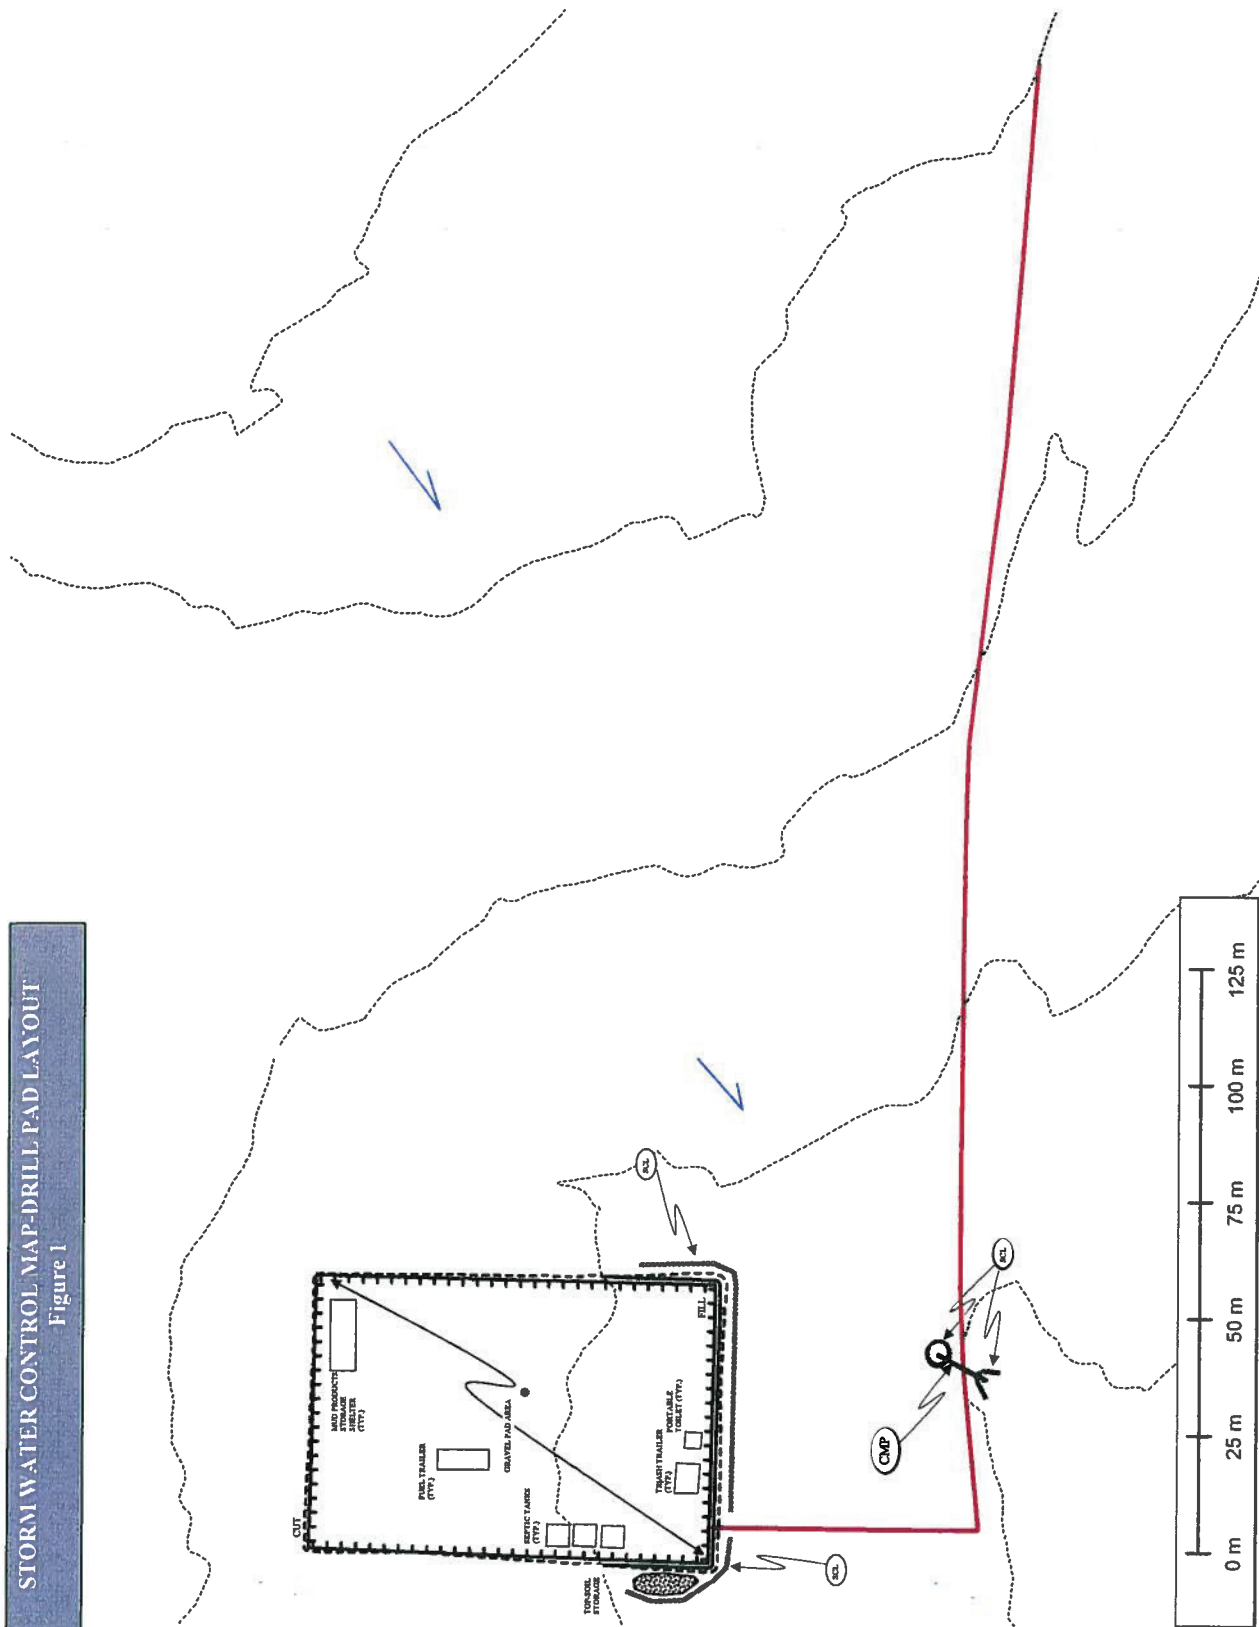 STORM WATER CONTROL MAP-DRILL PAD LAYOUT
Figure 1
CUT
MUD PRODUCTS
STORAGE
SHELTER
(TYP.)
FUEL TRAILER
(TYP.)
GRAVEL PAD AREA
SEPTIC TANKS
(TYP.)
TRASH TRAILER
(TYP.)
PORTABLE
TOILET (TYP.)
FILL
TOP-SOIL
STORAGE
SCL
SCL
SCL
CMP
0 m
25 m
50 m
75 m
100 m
125 m